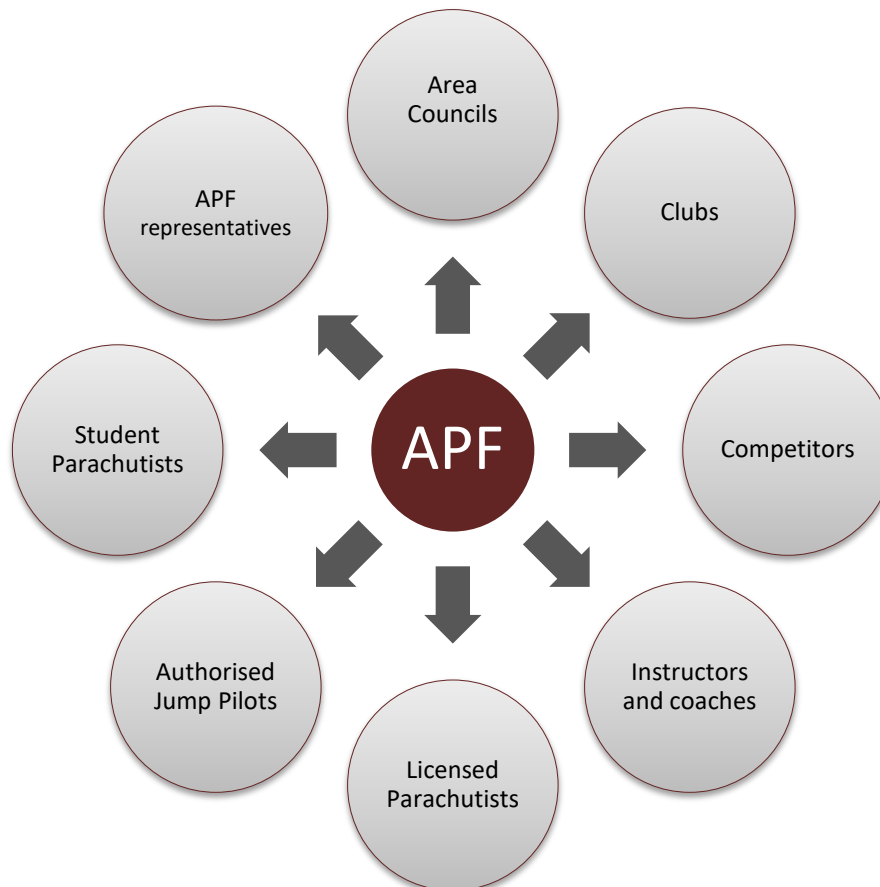 Area
Councils
Clubs
Competitors
Instructors
and coaches
Licensed
Parachutists
Authorised
Jump Pilots
Student
Parachutists
APF
representatives
APF